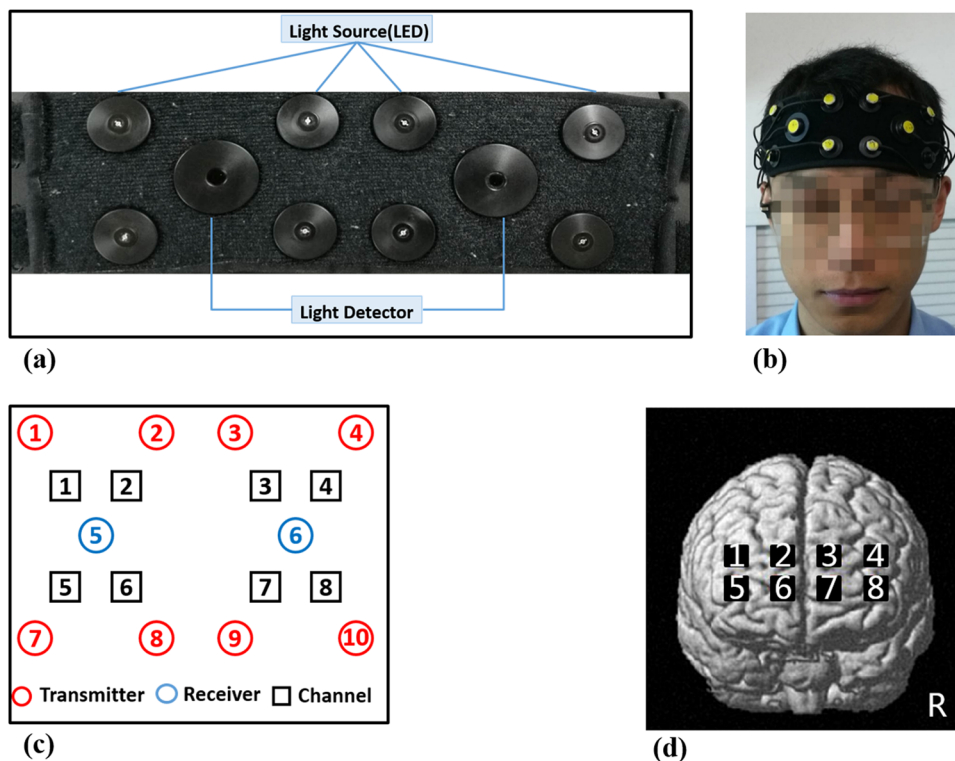 Light Source(LED)
Light Detector
(a)
(b)
1 2 3 4
1 2 3 4
5 6
5 6 7 8
7 8 9 10
Transmitter Receiver Channel
(c)
1 2 3 4
5 6 7 8
R
(d)